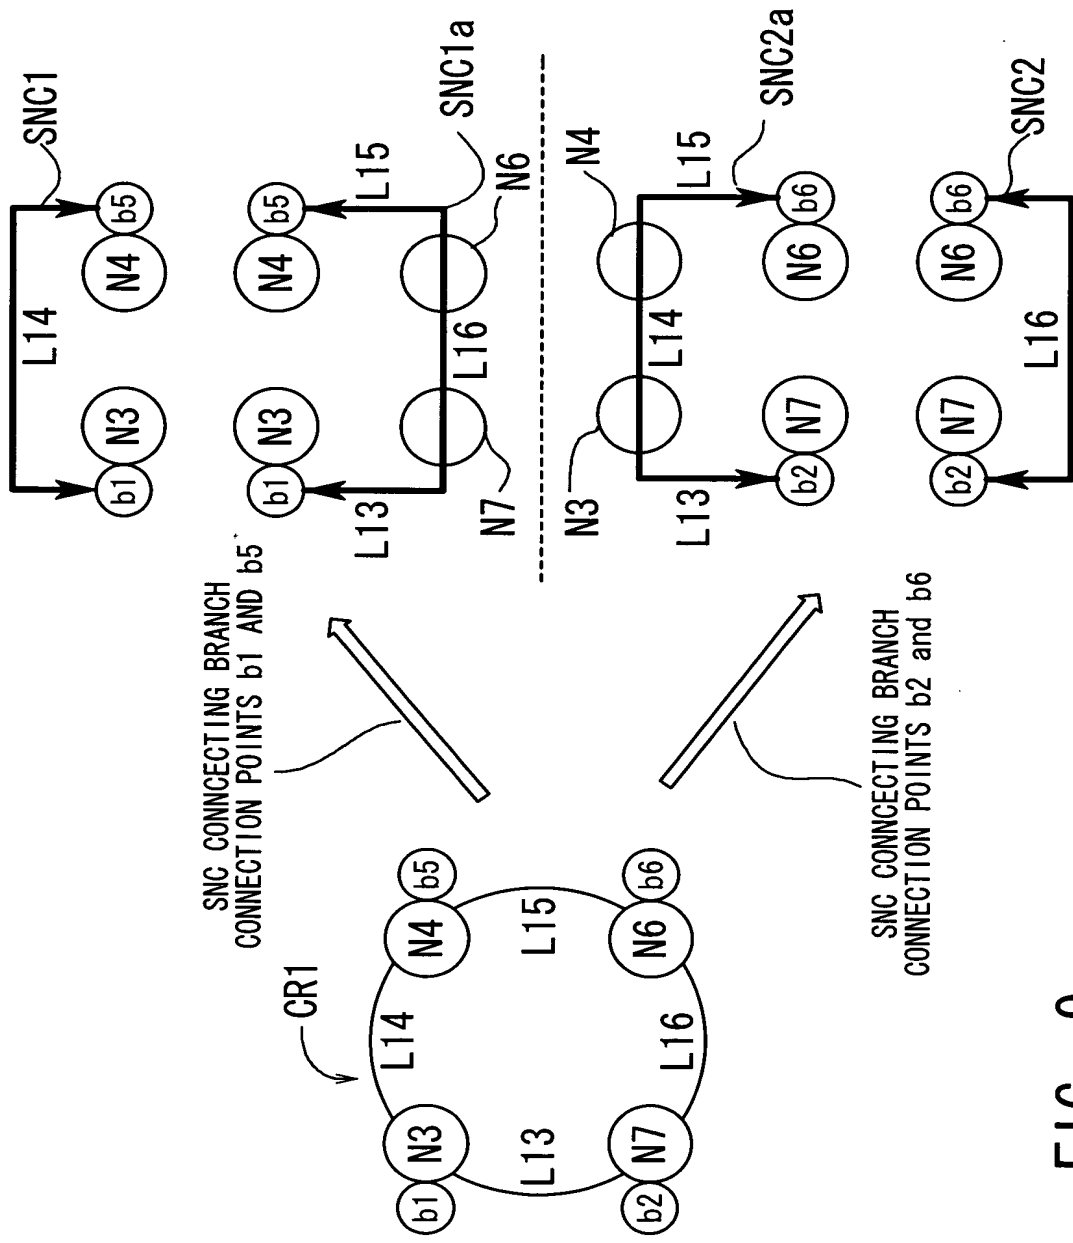 CR1
b1
N3
L14
N4
b5
L13
L15
b2
N7
L16
N6
b6
SNC CONNCECTING BRANCH
CONNECTION POINTS b1 AND b5
SNC CONNCECTING BRANCH
CONNECTION POINTS b2 and b6
SNC1
L14
b1
N3
N4
b5
SNC1a
b1
N3
N4
b5
L13
L16
L15
N7
N6
N3
N4
L13
L14
L15
SNC2a
b2
N7
N6
b6
b2
N7
N6
b6
L16
SNC2